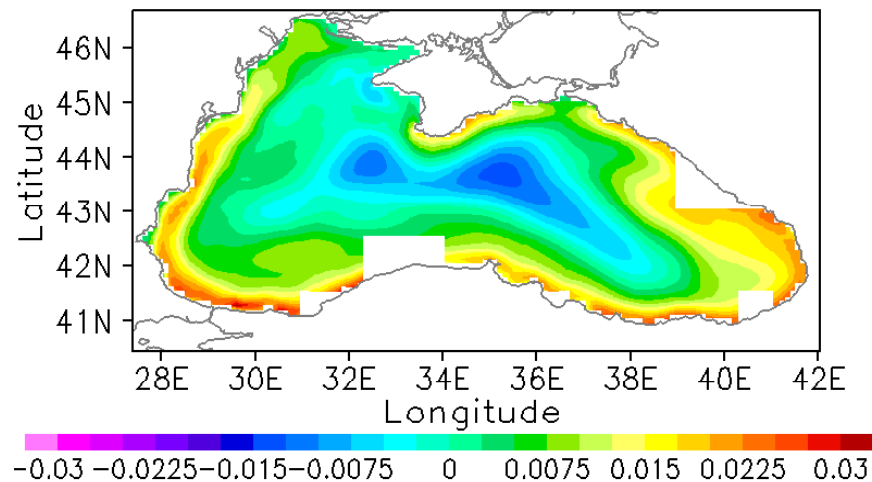 46N
45N
44N
43N
42N
41N
Latitude
28E 30E 32E 34E 36E 38E 40E 42E
Longitude
-0.03 -0.0225 -0.015 -0.0075 0 0.0075 0.015 0.0225 0.03